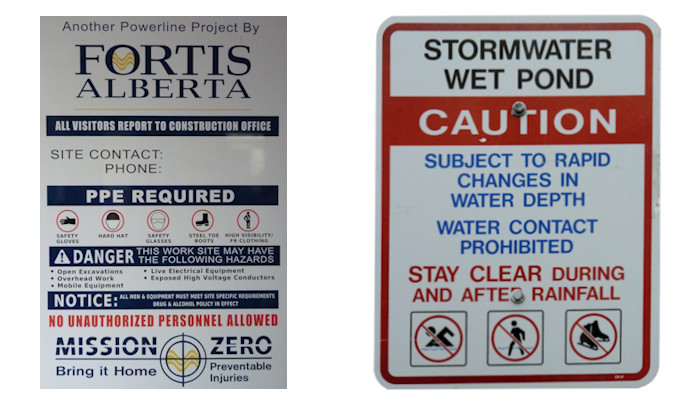 Another Powerline Project By
FORTIS
ALBERTA
ALL VISITORS REPORT TO CONSTRUCTION OFFICE
SITE CONTACT:
PHONE:
PPE REQUIRED
SAFETY GLOVES
HARD HAT
SAFETY GLASSES
STEEL TOE BOOTS
HIGH VISIBILITY/ FR CLOTHING
DANGER THIS WORK SITE MAY HAVE
THE FOLLOWING HAZARDS
• Open Excavations
• Overhead Work
• Mobile Equipment
• Live Electrical Equipment
• Exposed High Voltage Conductors
NOTICE: ALL MEN & EQUIPMENT MUST MEET SITE SPECIFIC REQUIREMENTS
DRUG & ALCOHOL POLICY IN EFFECT
NO UNAUTHORIZED PERSONNEL ALLOWED
MISSION ZERO
Bring it Home
Preventable
Injuries
STORMWATER
WET POND
CAUTION
SUBJECT TO RAPID
CHANGES IN
WATER DEPTH
WATER CONTACT
PROHIBITED
STAY CLEAR DURING
AND AFTER RAINFALL